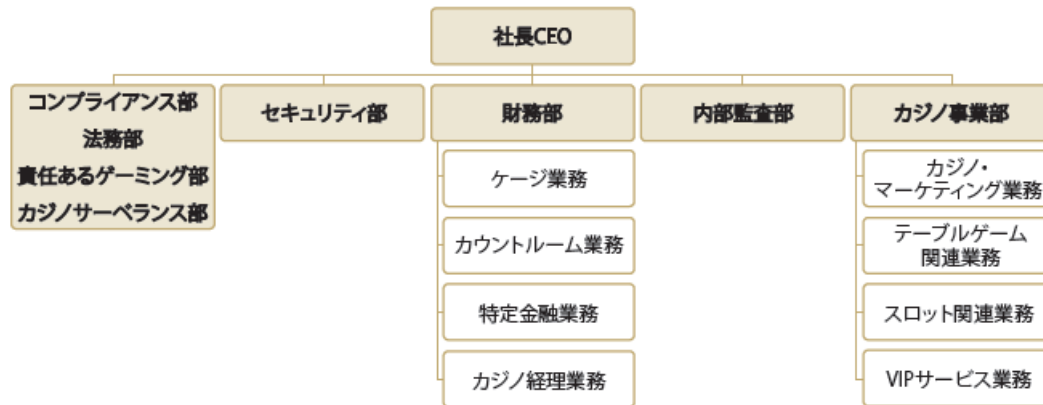 社長CEO
コンプライアンス部
法務部
責任あるゲーミング部
カジノサーベランス部
セキュリティ部
財務部
ケージ業務
カウントルーム業務
特定金融業務
カジノ経理業務
内部監査部
カジノ事業部
カジノ・
マーケティング業務
テーブルゲーム
関連業務
スロット関連業務
VIPサービス業務